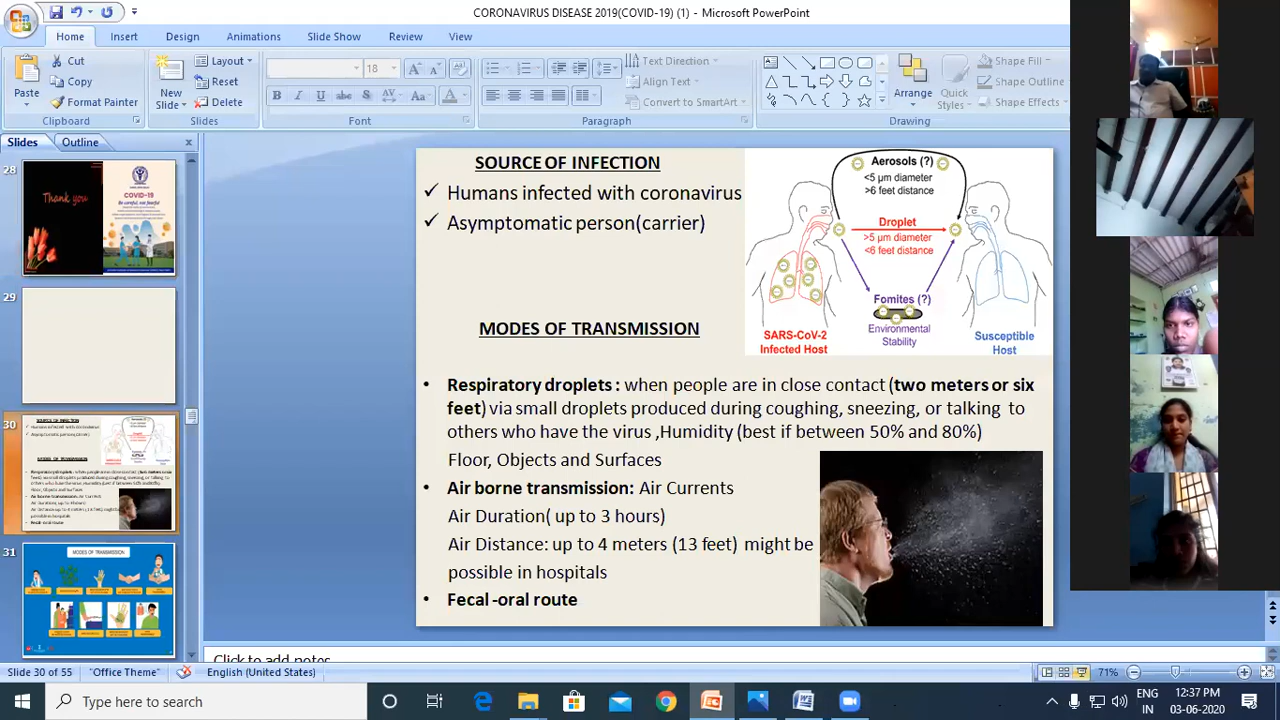 CORONAVIRUS DISEASE 2019(COVID-19) (1) - Microsoft PowerPoint
Home Insert Design Animations Slide Show Review View
Paste
Cut
Copy
Format Painter
Clipboard
New
Slide
Layout
Reset
Delete
Slides
18
B I U abc S AV Aa A
Font
Text Direction
Align Text
Convert to SmartArt
Paragraph
Arrange
Quick
Styles
Shape Fill
Shape Outline
Shape Effects
Drawing
Slides Outline
28
Thank you
COVID-19
29
30
31
MODES OF TRANSMISSION
SOURCE OF INFECTION
✓ Humans infected with coronavirus
✓ Asymptomatic person(carrier)
MODES OF TRANSMISSION
Aerosols (?)
<5 µm diameter
>6 feet distance
Droplet
>5 µm diameter
<6 feet distance
Fomites (?)
Environmental
Stability
SARS-CoV-2
Infected Host
Susceptible
Host
• Respiratory droplets : when people are in close contact (two meters or six
feet) via small droplets produced during coughing, sneezing, or talking to
others who have the virus ,Humidity (best if between 50% and 80%)
Floor, Objects and Surfaces
• Air borne transmission: Air Currents
Air Duration( up to 3 hours)
Air Distance: up to 4 meters (13 feet) might be
possible in hospitals
• Fecal -oral route
Click to add notes
Slide 30 of 55 "Office Theme" English (United States) 71%
Type here to search
ENG
IN
12:37 PM
03-06-2020